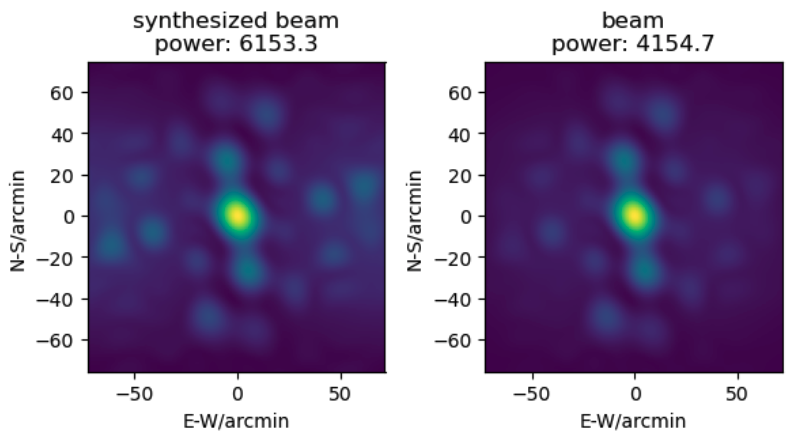 synthesized beam
power: 6153.3
beam
power: 4154.7
N-S/arcmin
60
40
20
0
−20
−40
−60
−50
0
50
E-W/arcmin
N-S/arcmin
60
40
20
0
−20
−40
−60
−50
0
50
E-W/arcmin